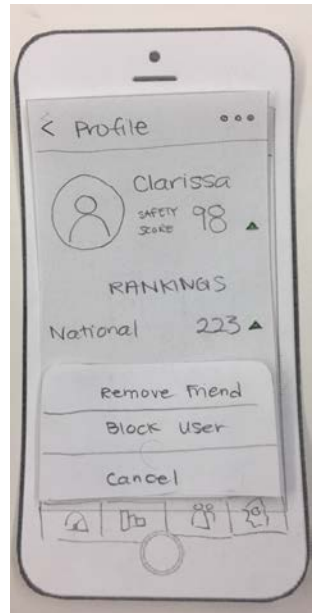 < Profile
Clarissa
SAFETY SCORE 98
RANKINGS
National 223
Remove Friend
Block User
Cancel